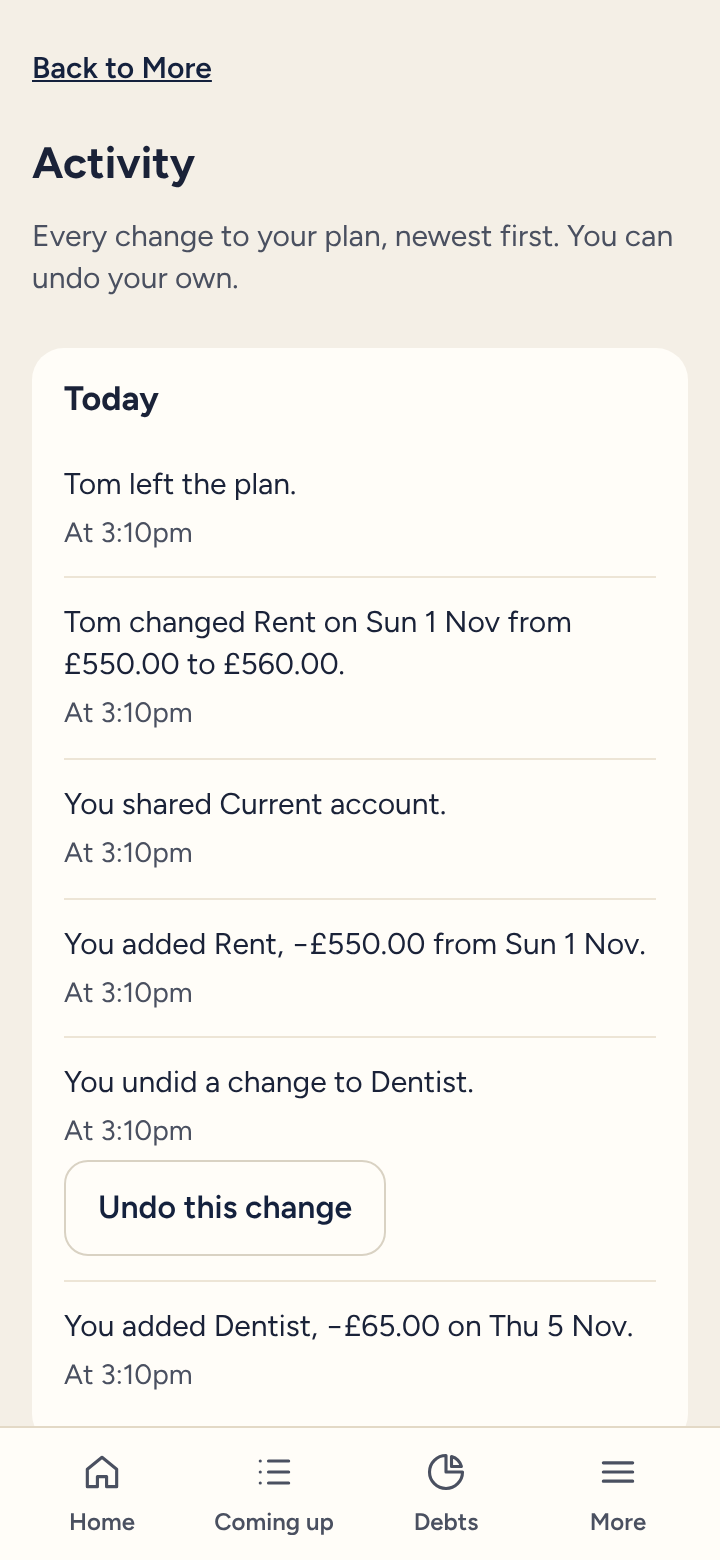 Back to More
Activity
Every change to your plan, newest first. You can
undo your own.
Today
Tom left the plan.
At 3:10pm
Tom changed Rent on Sun 1 Nov from
£550.00 to £560.00.
At 3:10pm
You shared Current account.
At 3:10pm
You added Rent, −£550.00 from Sun 1 Nov.
At 3:10pm
You undid a change to Dentist.
At 3:10pm
Undo this change
You added Dentist, −£65.00 on Thu 5 Nov.
At 3:10pm
Home
Coming up
Debts
More